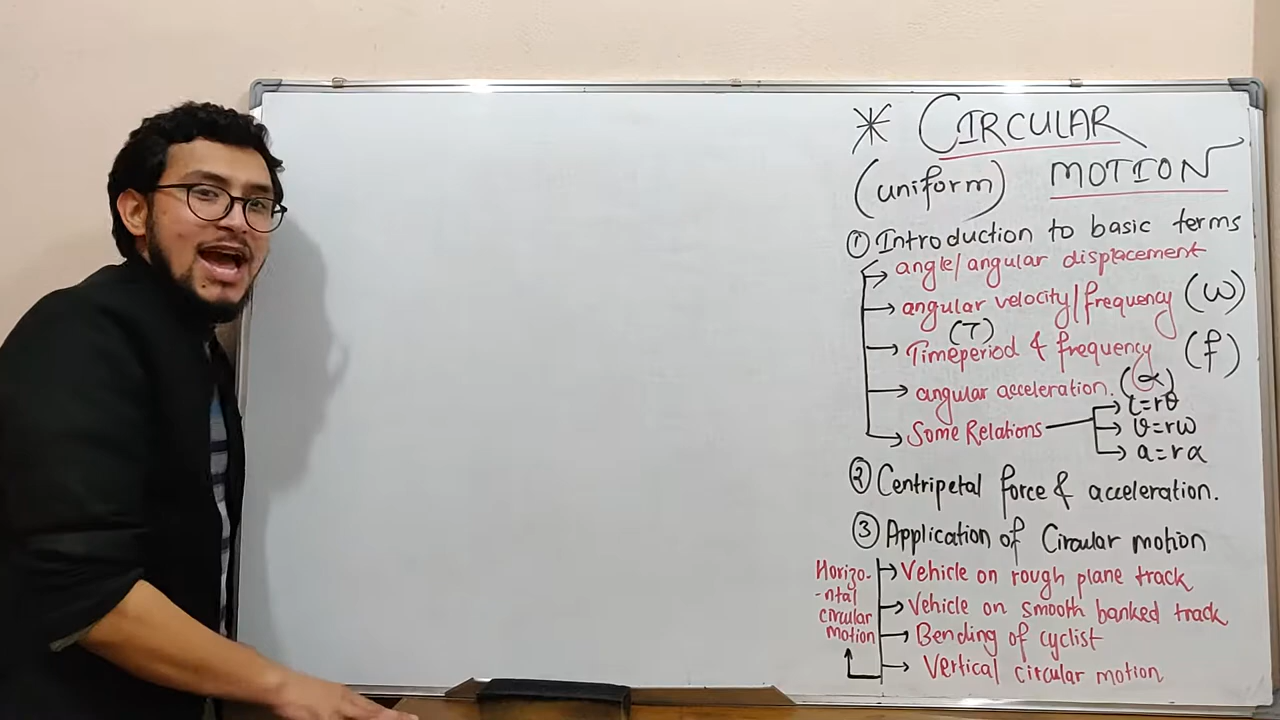 * CIRCULAR
(uniform) MOTION
① Introduction to basic terms
→ angle/angular displacement
→ angular velocity/frequency (ω)
(T)
→ Timeperiod & frequency (f)
→ angular acceleration. (α)
→ Some Relations → l=rθ
→ v=rω
→ a=rα
② Centripetal force & acceleration.
③ Application of Circular motion
Horizo-
-ntal
circular
motion
→ Vehicle on rough plane track
→ Vehicle on smooth banked track
→ Bending of cyclist
→ Vertical circular motion